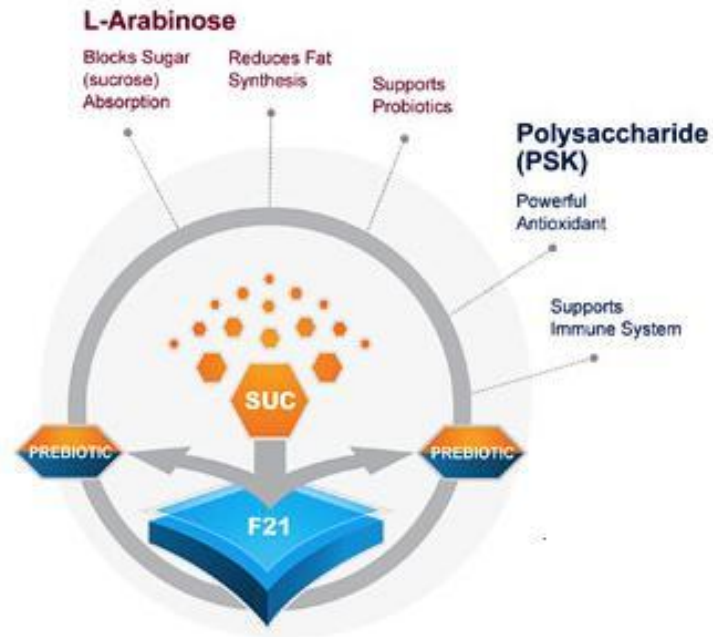 L-Arabinose
Blocks Sugar
(sucrose)
Absorption
Reduces Fat
Synthesis
Supports
Probiotics
Polysaccharide
(PSK)
Powerful
Antioxidant
Supports
Immune System
SUC
PREBIOTIC
PREBIOTIC
F21